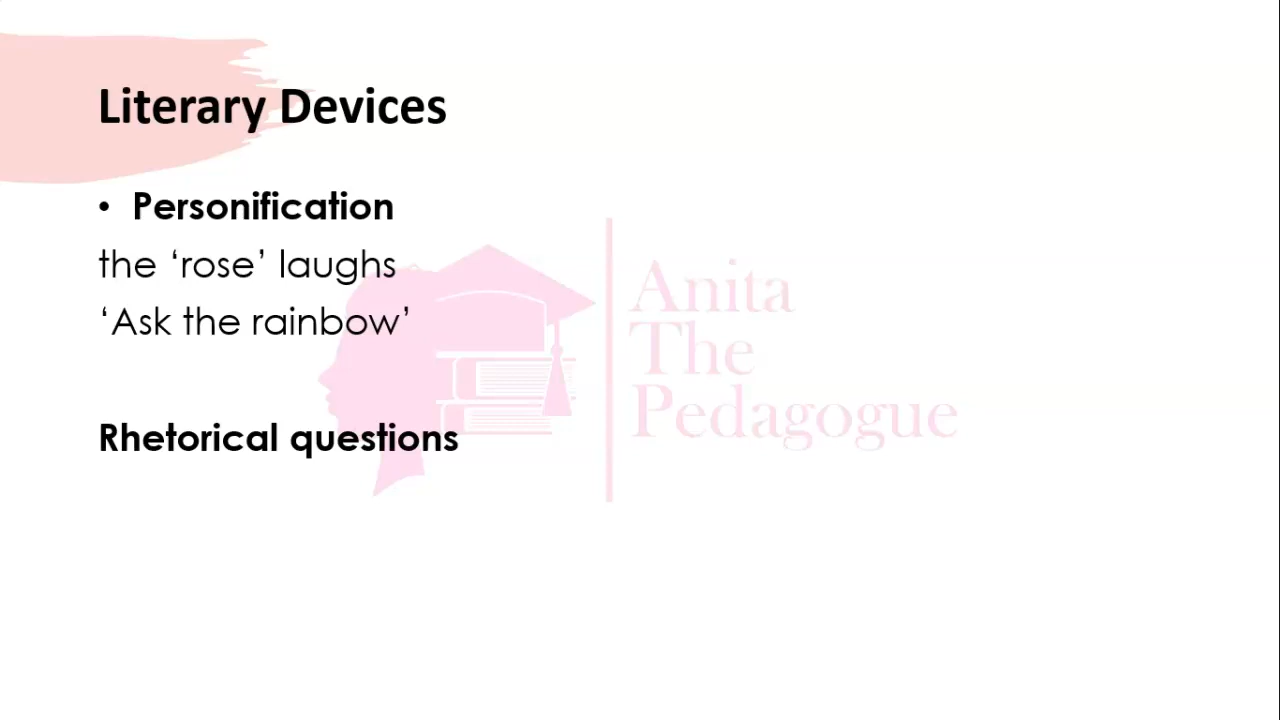 Literary Devices
• Personification
the ‘rose’ laughs
‘Ask the rainbow’
Rhetorical questions
Anita
The
Pedagogue